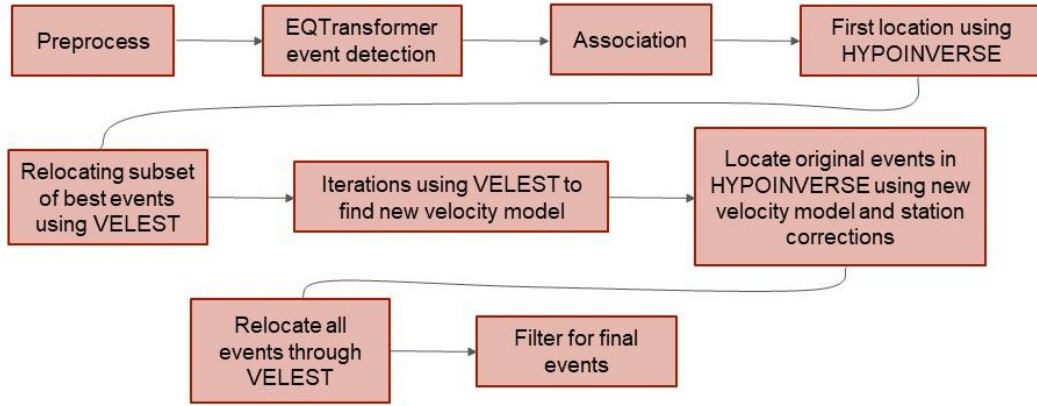 Preprocess
EQTransformer
event detection
Association
First location using
HYPOINVERSE
Relocating subset
of best events
using VELEST
Iterations using VELEST to
find new velocity model
Locate original events in
HYPOINVERSE using new
velocity model and station
corrections
Relocate all
events through
VELEST
Filter for final
events